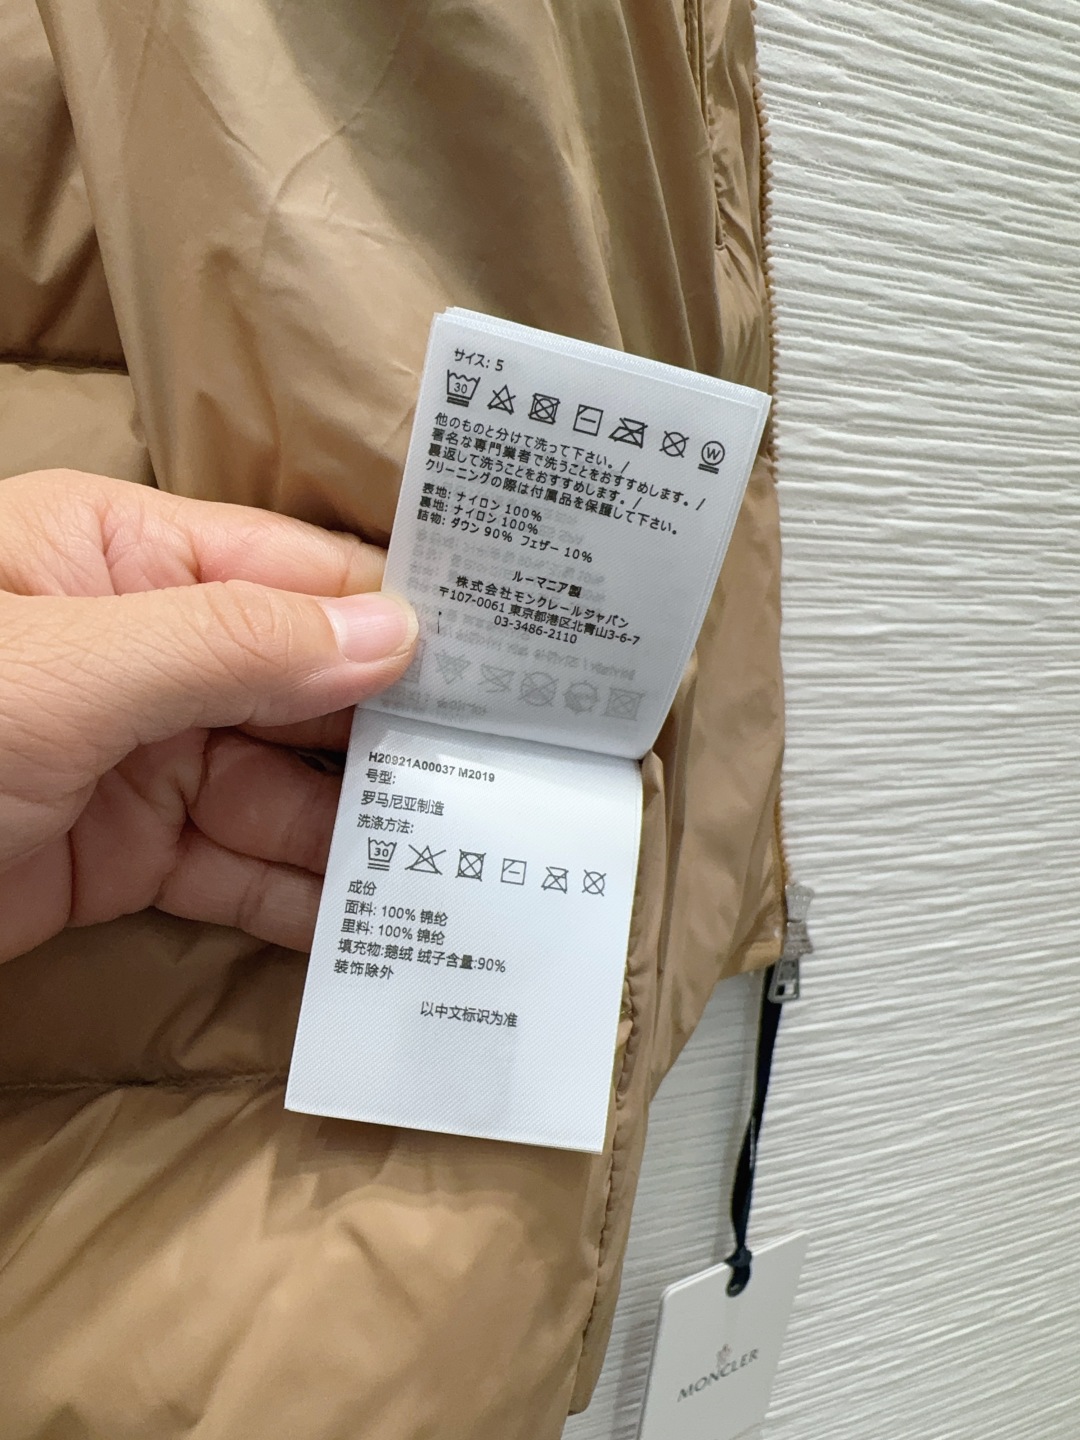 サイズ: 5
30
W
他のものと分けて洗って下さい。/
著名な専門業者で洗うことをおすすめします。/
裏返して洗うことをおすすめします。/
クリーニングの際は付属品を保護して下さい。
表地: ナイロン 100%
裏地: ナイロン 100%
詰物: ダウン 90% フェザー 10%
ルーマニア製
株式会社モンクレールジャパン
〒107-0061 東京都港区北青山3-6-7
03-3486-2110
H20921A00037 M2019
号型:
罗马尼亚制造
洗涤方法:
30
成份
面料: 100% 锦纶
里料: 100% 锦纶
填充物:鹅绒 绒子含量:90%
装饰除外
以中文标识为准
MONCLER